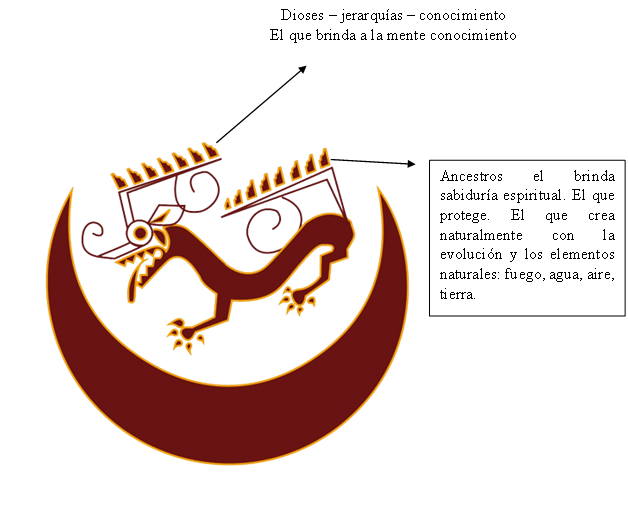 Dioses – jerarquías – conocimiento
El que brinda a la mente conocimiento
Ancestros el brinda
sabiduría espiritual. El que
protege. El que crea
naturalmente con la
evolución y los elementos
naturales: fuego, agua, aire,
tierra.